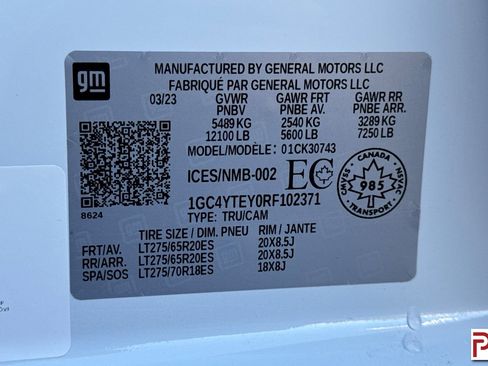 gm
MANUFACTURED BY GENERAL MOTORS LLC
FABRIQUÉ PAR GENERAL MOTORS LLC
03/23 GVWR GAWR FRT GAWR RR
PNBV PNBE AV. PNBE ARR.
5489 KG 2540 KG 3289 KG
12100 LB 5600 LB 7250 LB
MODEL/MODÈLE: 01CK30743
ICES/NMB-002 EC
CANADA
CMVSS 985 NSVAC
TRANSPORT
8624
1GC4YTEY0RF102371
TYPE: TRU/CAM
TIRE SIZE / DIM. PNEU RIM / JANTE
FRT/AV. LT275/65R20ES 20X8.5J
RR/ARR. LT275/65R20ES 20X8.5J
SPA/SOS LT275/70R18ES 18X8J